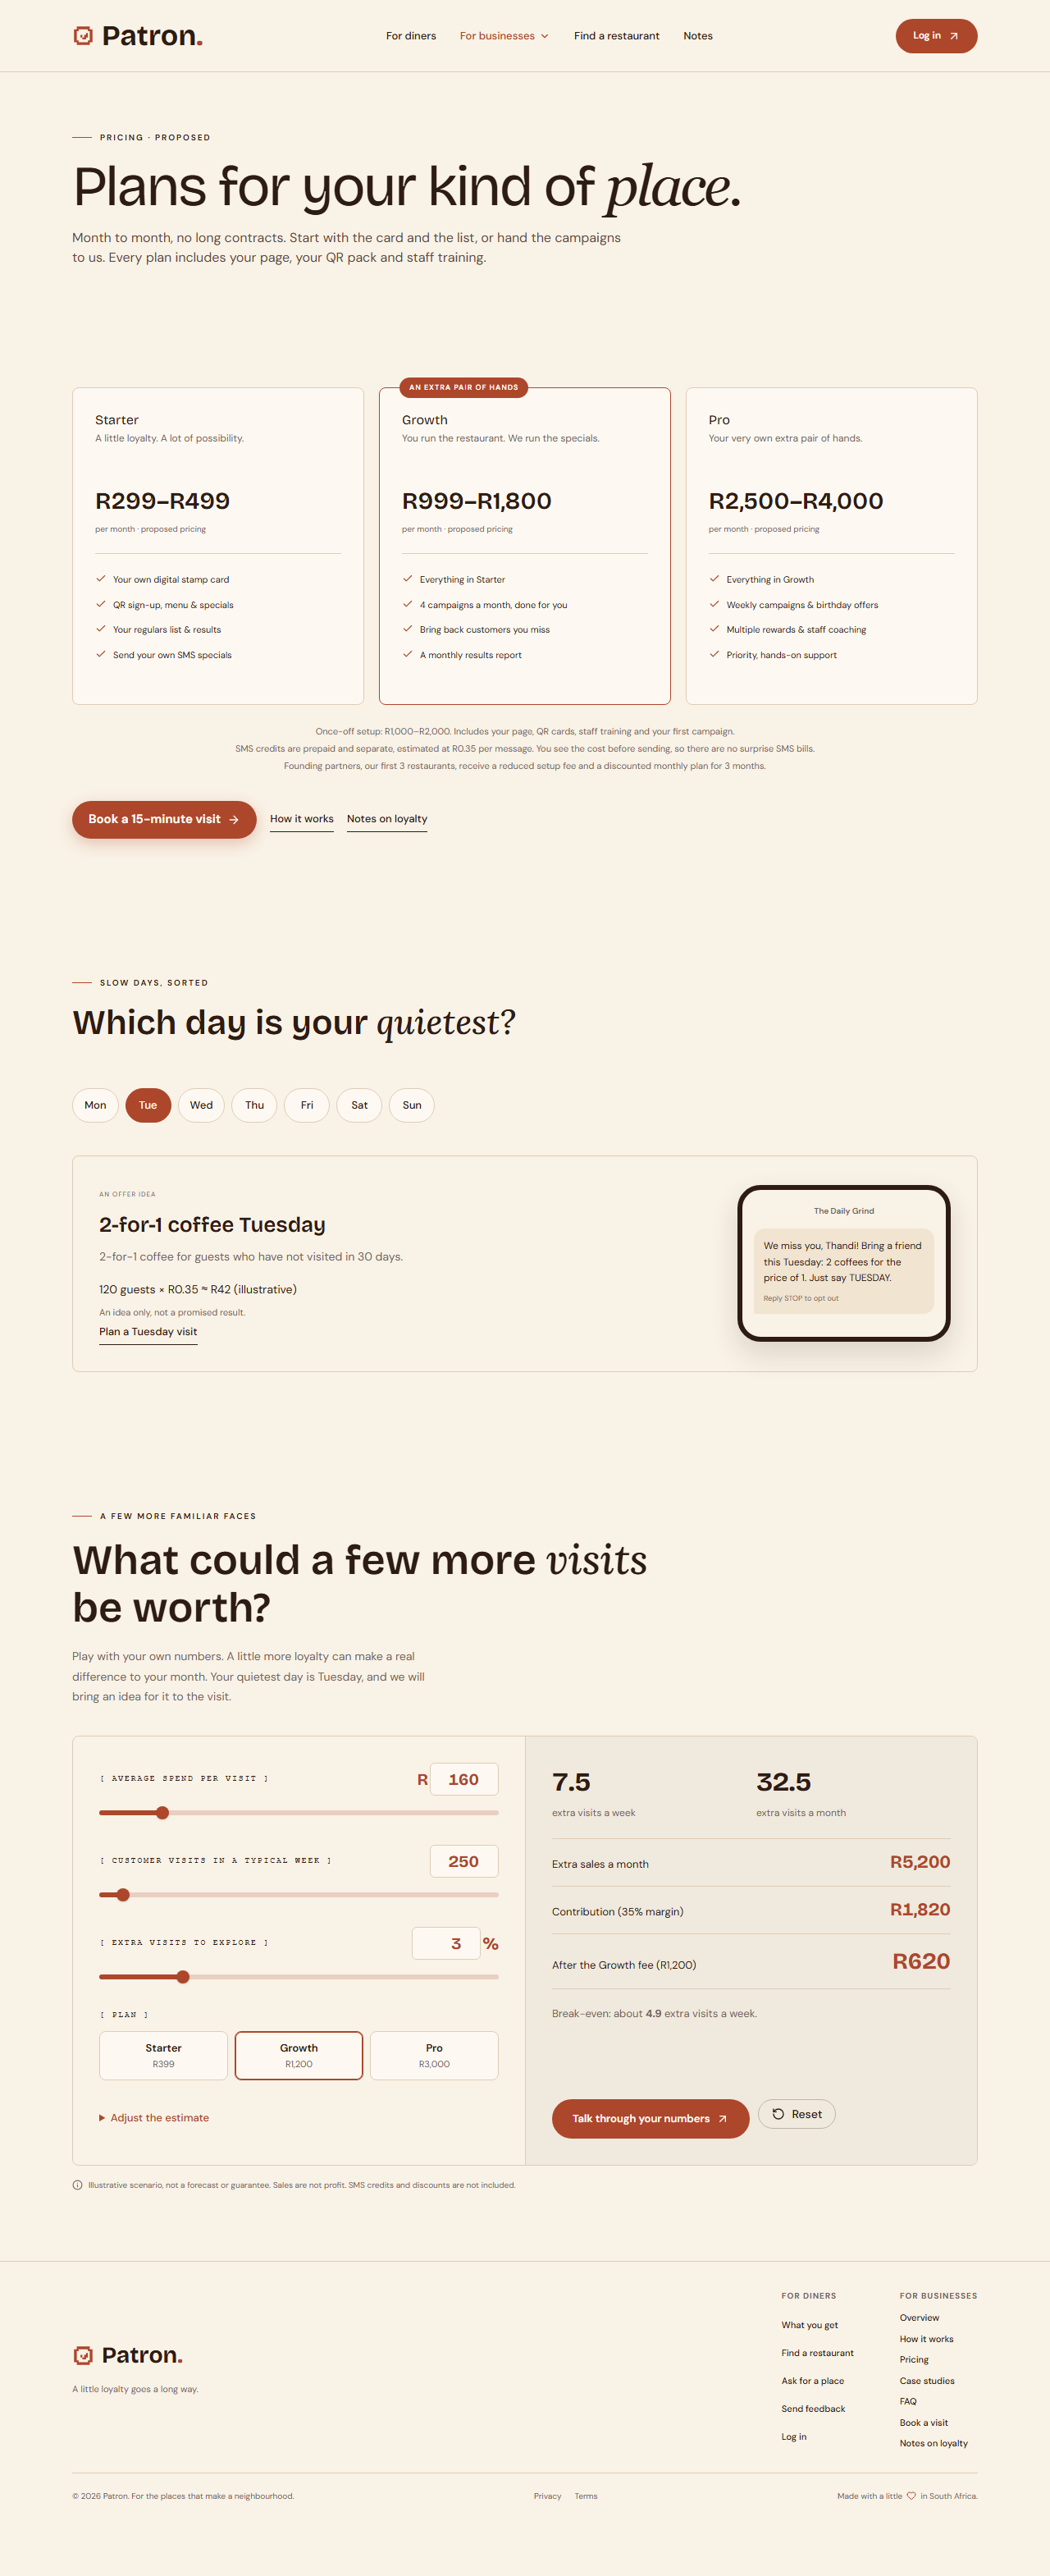 Patron.
For diners
For businesses
Find a restaurant
Notes
Log in
PRICING · PROPOSED
Plans for your kind of place.
Month to month, no long contracts. Start with the card and the list, or hand the campaigns
to us. Every plan includes your page, your QR pack and staff training.
Starter
A little loyalty. A lot of possibility.
R299–R499
per month · proposed pricing
Your own digital stamp card
QR sign-up, menu & specials
Your regulars list & results
Send your own SMS specials
AN EXTRA PAIR OF HANDS
Growth
You run the restaurant. We run the specials.
R999–R1,800
per month · proposed pricing
Everything in Starter
4 campaigns a month, done for you
Bring back customers you miss
A monthly results report
Pro
Your very own extra pair of hands.
R2,500–R4,000
per month · proposed pricing
Everything in Growth
Weekly campaigns & birthday offers
Multiple rewards & staff coaching
Priority, hands-on support
Once-off setup: R1,000–R2,000. Includes your page, QR cards, staff training and your first campaign.
SMS credits are prepaid and separate, estimated at R0.35 per message. You see the cost before sending, so there are no surprise SMS bills.
Founding partners, our first 3 restaurants, receive a reduced setup fee and a discounted monthly plan for 3 months.
Book a 15-minute visit
How it works
Notes on loyalty
SLOW DAYS, SORTED
Which day is your quietest?
Mon
Tue
Wed
Thu
Fri
Sat
Sun
AN OFFER IDEA
2-for-1 coffee Tuesday
2-for-1 coffee for guests who have not visited in 30 days.
120 guests × R0.35 ≈ R42 (illustrative)
An idea only, not a promised result.
Plan a Tuesday visit
The Daily Grind
We miss you, Thandi! Bring a friend
this Tuesday: 2 coffees for the
price of 1. Just say TUESDAY.
Reply STOP to opt out
A FEW MORE FAMILIAR FACES
What could a few more visits
be worth?
Play with your own numbers. A little more loyalty can make a real
difference to your month. Your quietest day is Tuesday, and we will
bring an idea for it to the visit.
[ AVERAGE SPEND PER VISIT ]
R 160
[ CUSTOMER VISITS IN A TYPICAL WEEK ]
250
[ EXTRA VISITS TO EXPLORE ]
3 %
[ PLAN ]
Starter
R399
Growth
R1,200
Pro
R3,000
Adjust the estimate
7.5
extra visits a week
32.5
extra visits a month
Extra sales a month
R5,200
Contribution (35% margin)
R1,820
After the Growth fee (R1,200)
R620
Break-even: about 4.9 extra visits a week.
Talk through your numbers
Reset
Illustrative scenario, not a forecast or guarantee. Sales are not profit. SMS credits and discounts are not included.
Patron.
A little loyalty goes a long way.
FOR DINERS
What you get
Find a restaurant
Ask for a place
Send feedback
Log in
FOR BUSINESSES
Overview
How it works
Pricing
Case studies
FAQ
Book a visit
Notes on loyalty
© 2026 Patron. For the places that make a neighbourhood.
Privacy
Terms
Made with a little
in South Africa.